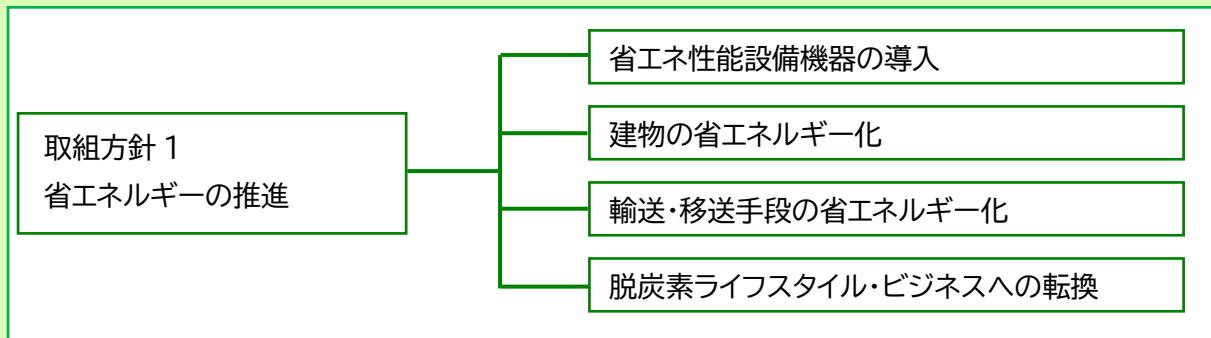 取組方針1
省エネルギーの推進
省エネ性能設備機器の導入
建物の省エネルギー化
輸送・移送手段の省エネルギー化
脱炭素ライフスタイル・ビジネスへの転換